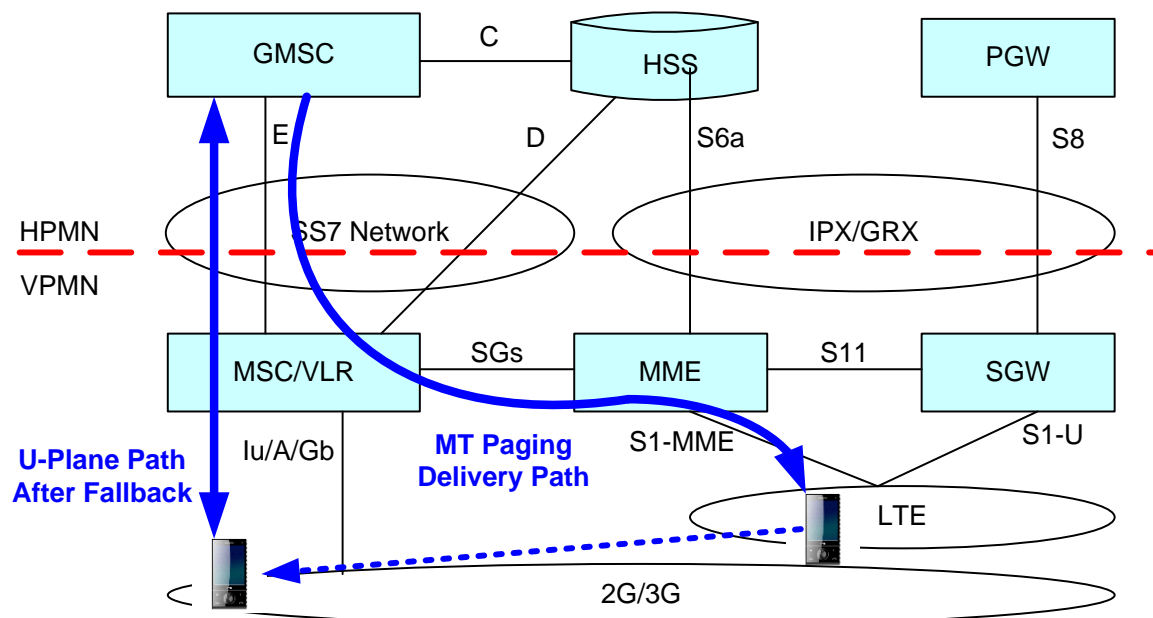 GMSC
C
HSS
PGW
E
D
S6a
S8
HPMN
SS7 Network
IPX/GRX
VPMN
MSC/VLR
SGs
MME
S11
SGW
Iu/A/Gb
MT Paging
Delivery Path
S1-MME
S1-U
U-Plane Path
After Fallback
LTE
2G/3G